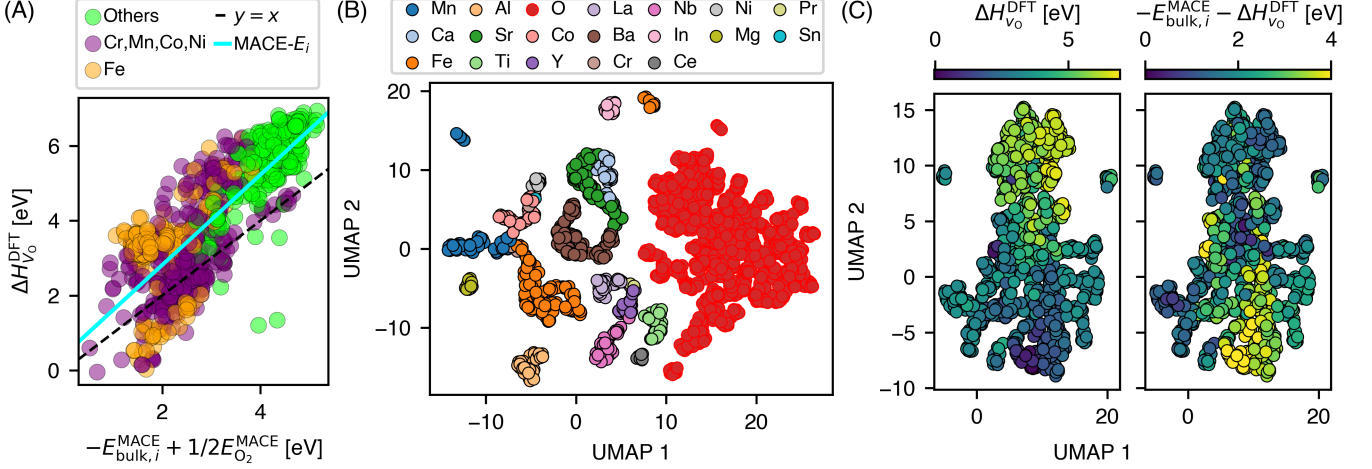 (A)
Others
Cr,Mn,Co,Ni
Fe
y = x
MACE-E_i
ΔH_{v_O}^{DFT} [eV]
6
4
2
0
2
4
−E_{bulk, i}^{MACE} + 1/2E_{O_2}^{MACE} [eV]
(B)
Mn Al O La Nb Ni Pr
Ca Sr Co Ba In Mg Sn
Fe Ti Y Cr Ce
UMAP 2
20
10
0
−10
−10
0
10
20
UMAP 1
(C)
ΔH_{v_O}^{DFT} [eV]
0
5
−E_{bulk, i}^{MACE} − ΔH_{v_O}^{DFT} [eV]
0
2
4
UMAP 2
15
10
5
0
−5
−10
0
20
0
20
UMAP 1